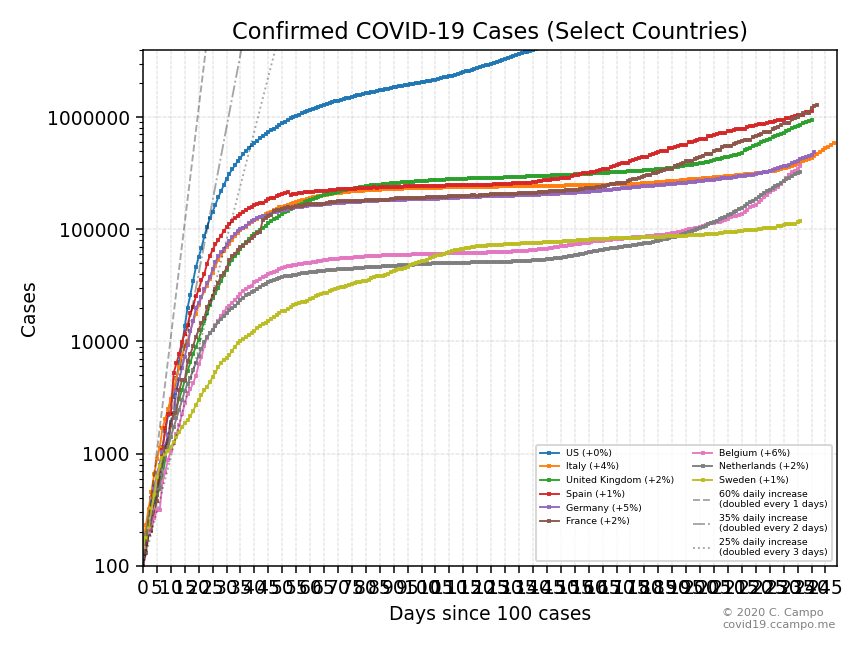 Confirmed COVID-19 Cases (Select Countries)
Cases
1000000
100000
10000
1000
100
US (+0%)
Italy (+4%)
United Kingdom (+2%)
Spain (+1%)
Germany (+5%)
France (+2%)
Belgium (+6%)
Netherlands (+2%)
Sweden (+1%)
60% daily increase
(doubled every 1 days)
35% daily increase
(doubled every 2 days)
25% daily increase
(doubled every 3 days)
0 5
Days since 100 cases
© 2020 C. Campo
covid19.ccampo.me